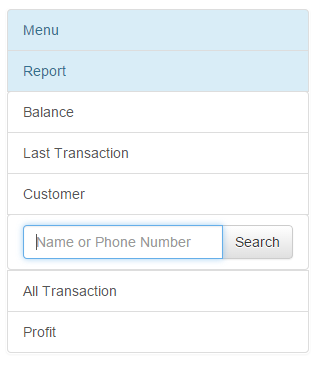 Menu
Report
Balance
Last Transaction
Customer
Name or Phone Number Search
All Transaction
Profit